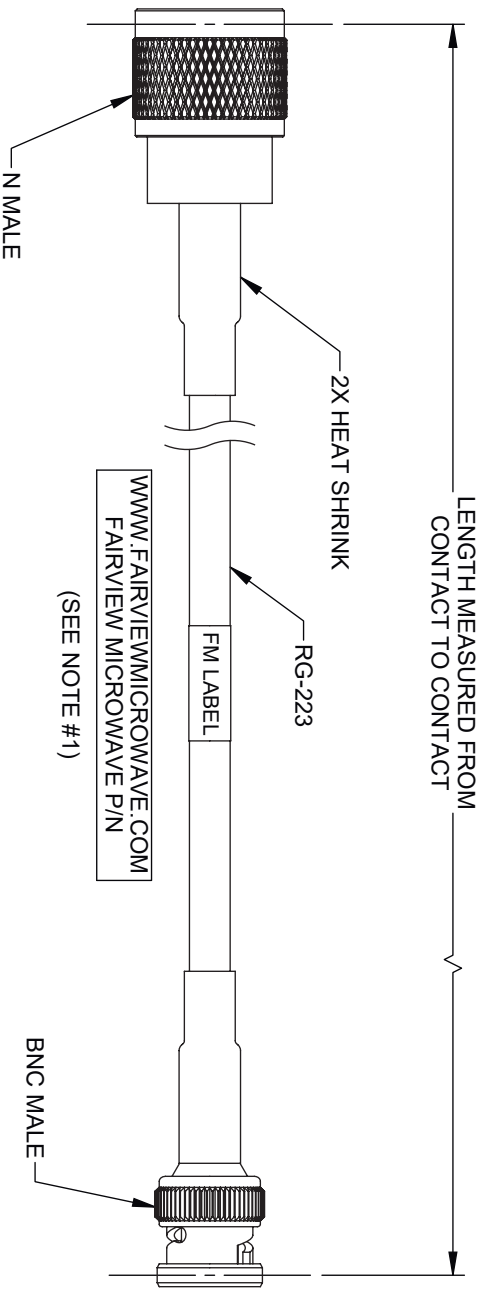 LENGTH MEASURED FROM
CONTACT TO CONTACT
2X HEAT SHRINK
RG-223
FM LABEL
N MALE
WWW.FAIRVIEWMICROWAVE.COM
FAIRVIEW MICROWAVE P/N
(SEE NOTE #1)
BNC MALE